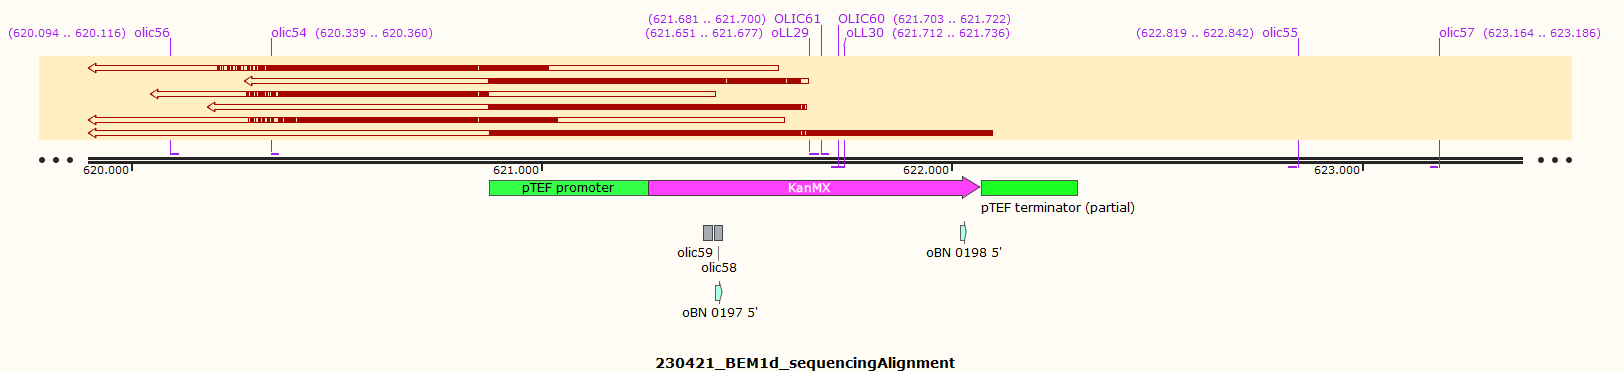 (621.681 .. 621.700) OLIC61 OLIC60 (621.703 .. 621.722)
(620.094 .. 620.116) olic56 olic54 (620.339 .. 620.360) (621.651 .. 621.677) oLL29 oLL30 (621.712 .. 621.736) (622.819 .. 622.842) olic55 olic57 (623.164 .. 623.186)
620.000 621.000 622.000 623.000
pTEF promoter KanMX
pTEF terminator (partial)
olic59 oBN 0198 5'
olic58
oBN 0197 5'
230421_BEM1d_sequencingAlignment